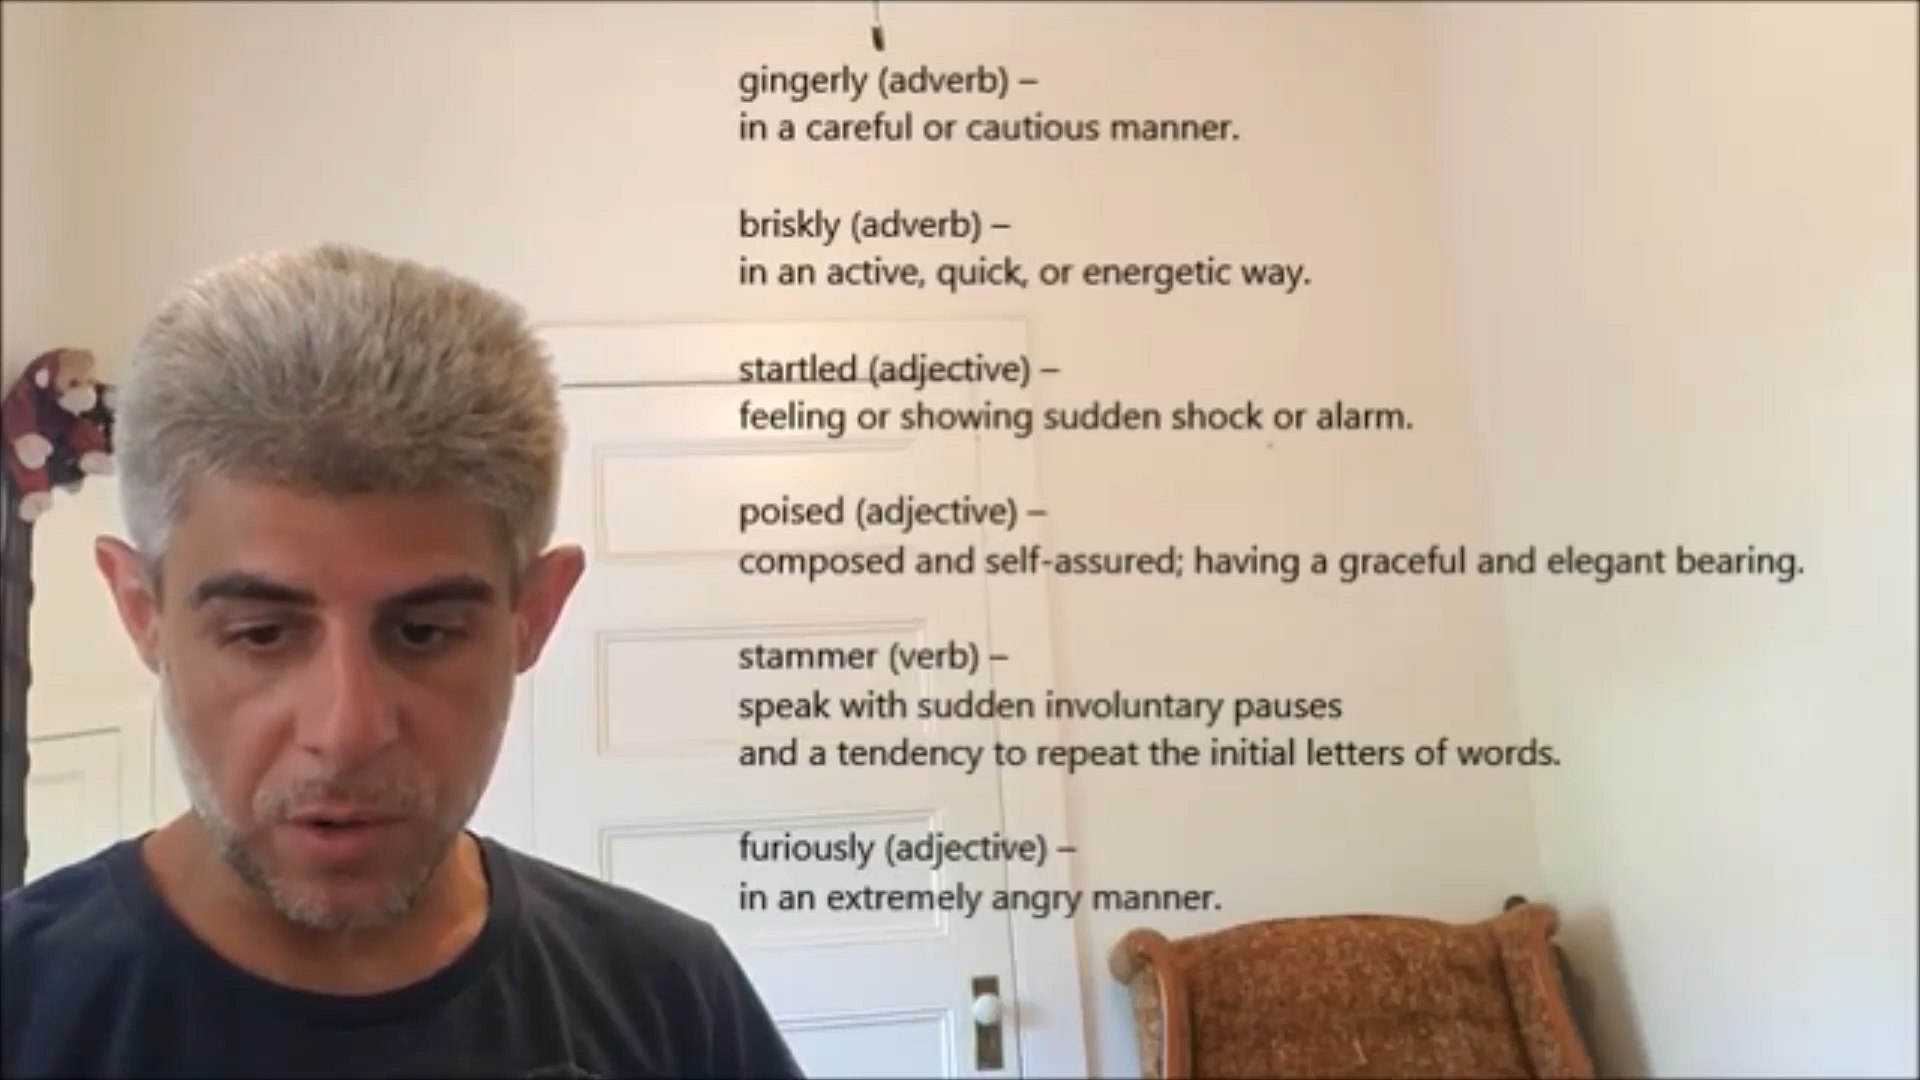 gingerly (adverb) –
in a careful or cautious manner.
briskly (adverb) –
in an active, quick, or energetic way.
startled (adjective) –
feeling or showing sudden shock or alarm.
poised (adjective) –
composed and self-assured; having a graceful and elegant bearing.
stammer (verb) –
speak with sudden involuntary pauses
and a tendency to repeat the initial letters of words.
furiously (adjective) –
in an extremely angry manner.